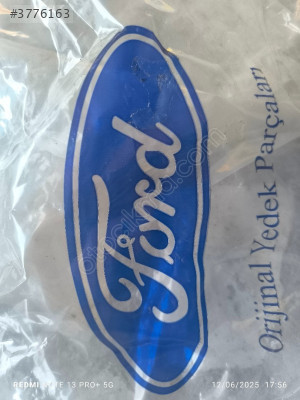 #3776163
Ford
Orijinal Yedek Parçaları
REDMI NOTE 13 PRO+ 5G
12/06/2025 17:56